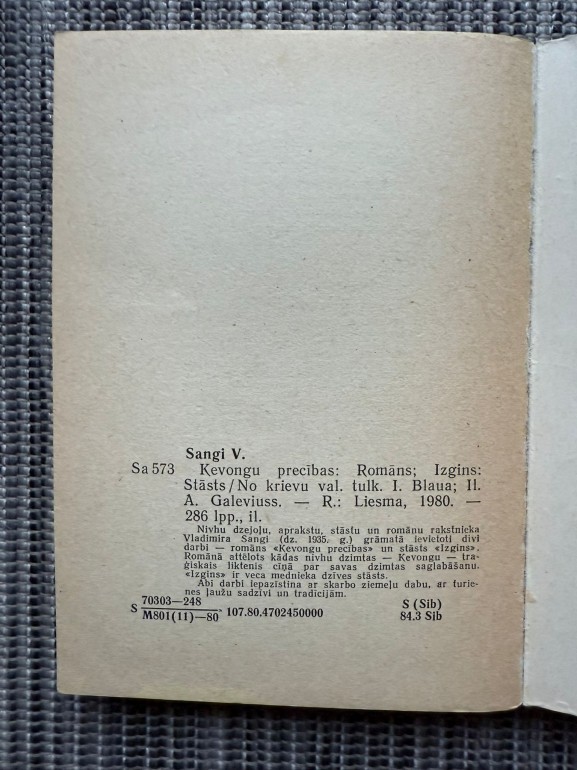 Sangi V.
Sa 573 Ķevongu precības: Romāns; Izgins:
Stāsts / No krievu val. tulk. I. Blaua; Il.
A. Galeviuss. — R.: Liesma, 1980. —
286 lpp., il.
Nivhu dzejoļu, aprakstu, stāstu un romānu rakstnieka
Vladimira Sangi (dz. 1935. g.) grāmatā ievietoti divi
darbi — romāns «Ķevongu precības» un stāsts «Izgins».
Romānā attēlots kādas nivhu dzimtas — Ķevongu — tra-
ģiskais liktenis cīņā par savas dzimtas saglabāšanu.
«Izgins» ir veca mednieka dzīves stāsts.
Abi darbi iepazīstina ar skarbo ziemeļu dabu, ar turie-
nes ļaužu sadzīvi un tradīcijām.
S 70303—248
M801(11)—80 107.80.4702450000
S (Sib)
84.3 Sib